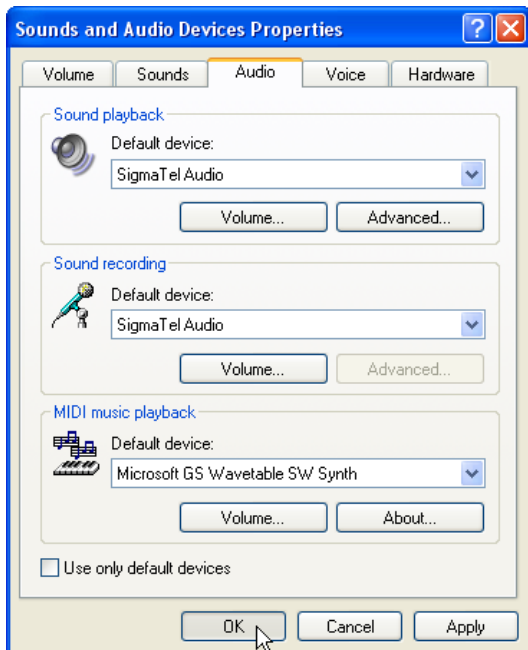 Sounds and Audio Devices Properties
Volume Sounds Audio Voice Hardware
Sound playback
Default device:
SigmaTel Audio
Volume... Advanced...
Sound recording
Default device:
SigmaTel Audio
Volume... Advanced...
MIDI music playback
Default device:
Microsoft GS Wavetable SW Synth
Volume... About...
Use only default devices
OK Cancel Apply